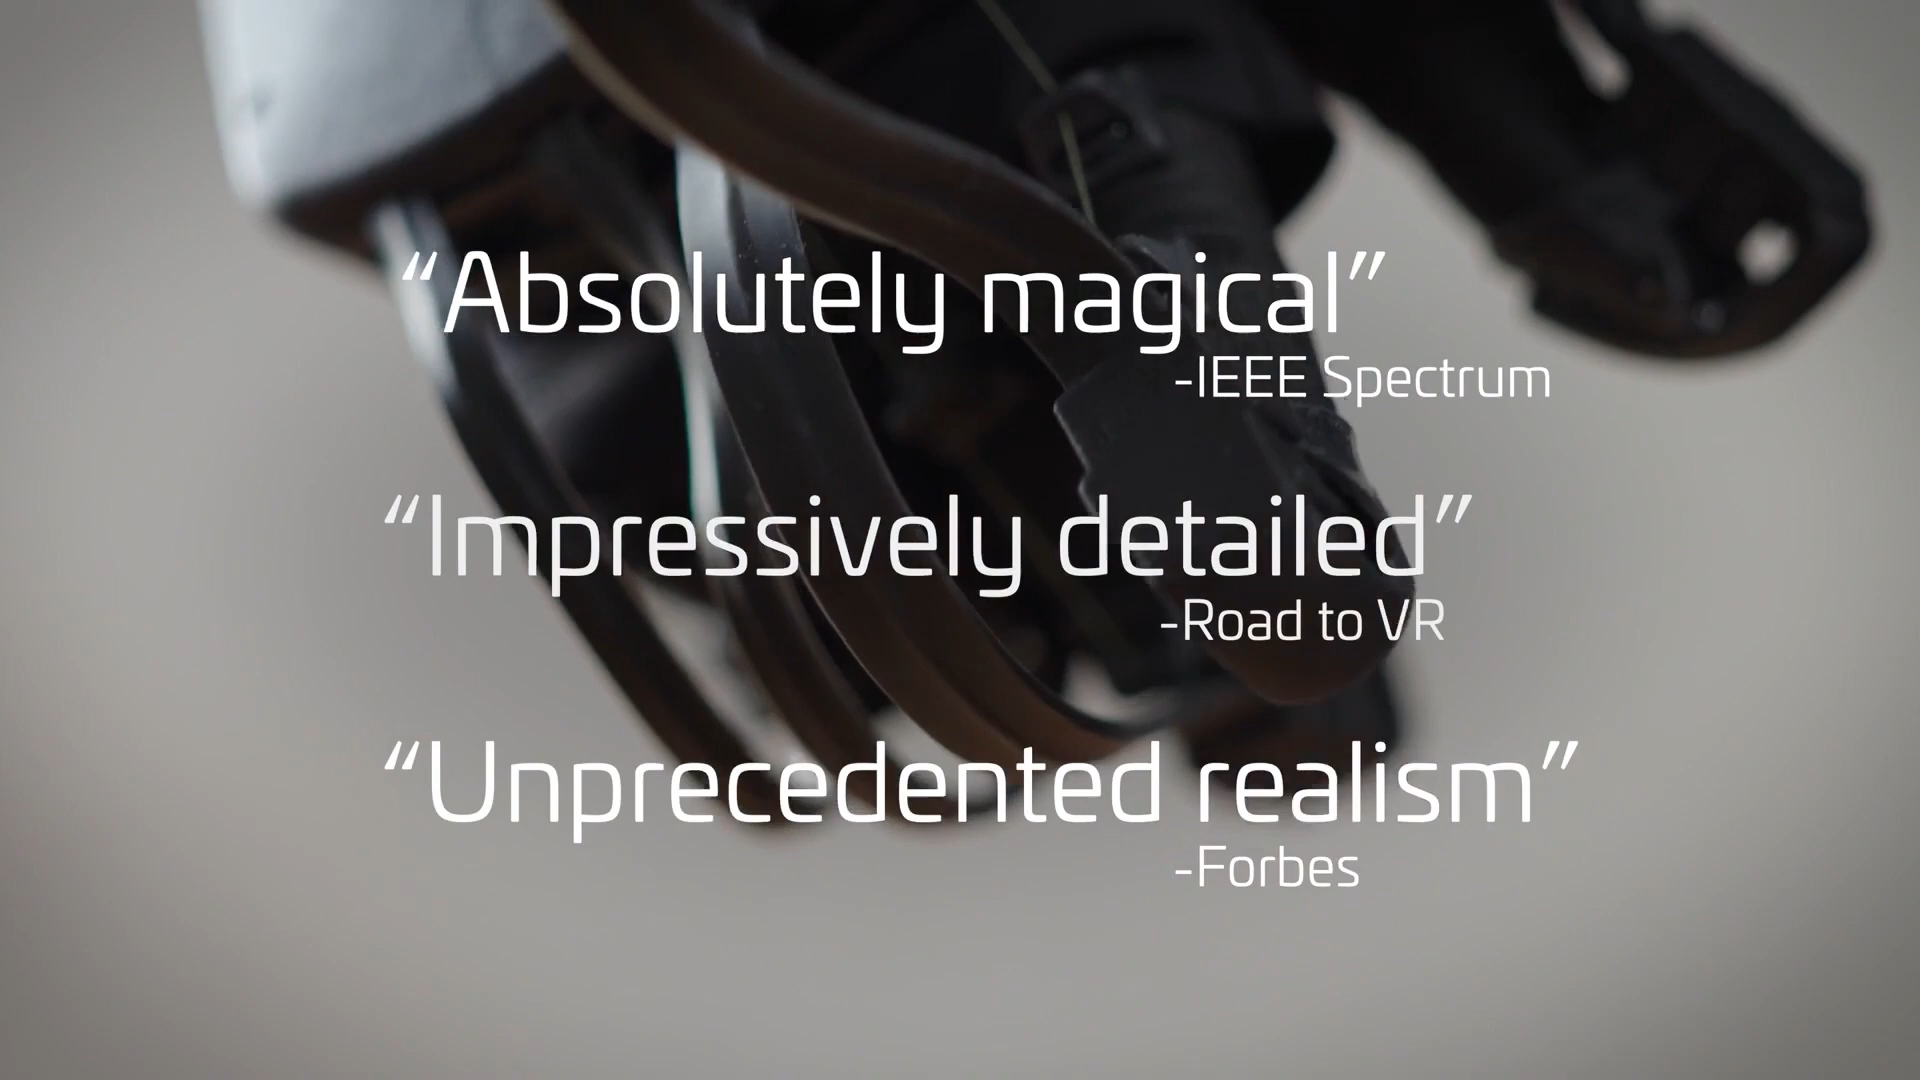 “Absolutely magical”
-IEEE Spectrum
“Impressively detailed”
-Road to VR
“Unprecedented realism”
-Forbes